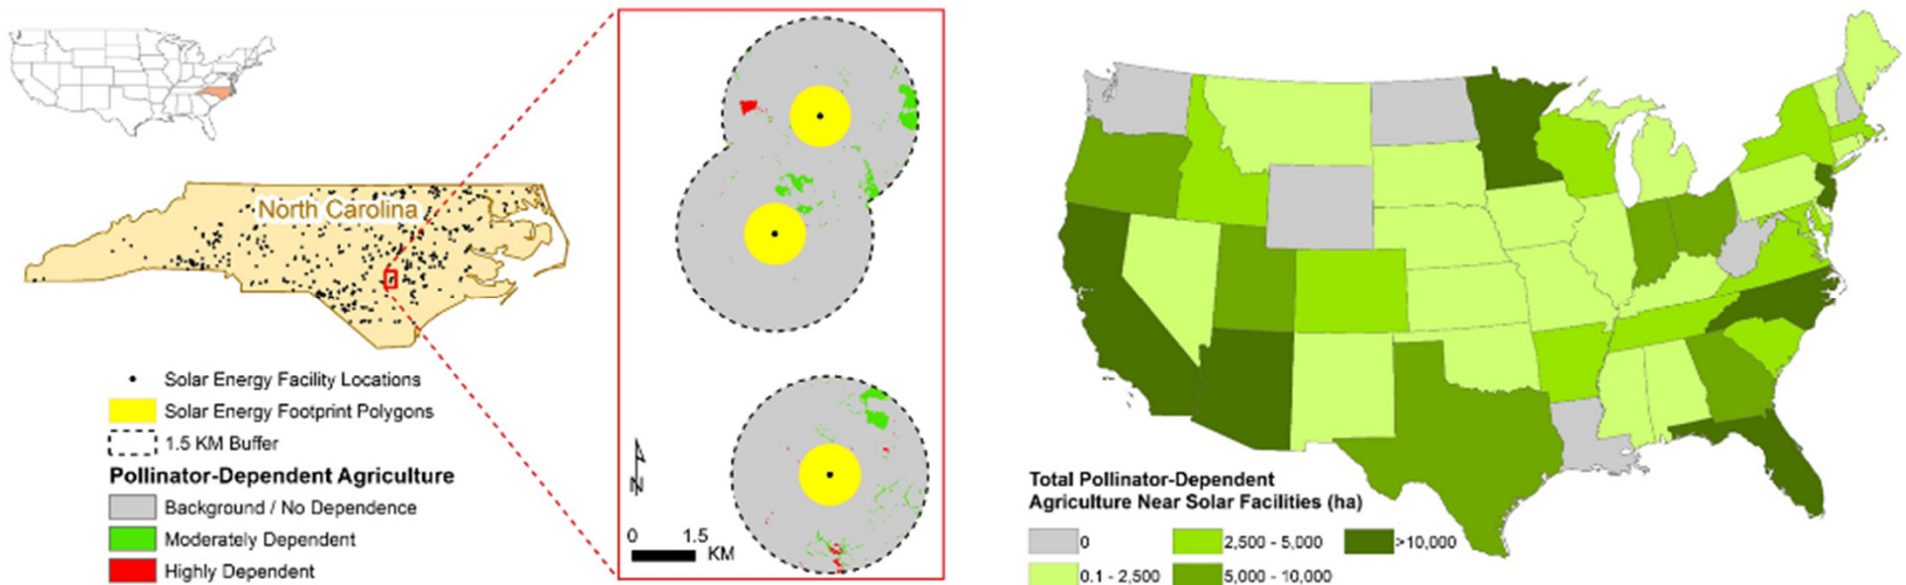 North Carolina
Solar Energy Facility Locations
Solar Energy Footprint Polygons
1.5 KM Buffer
Pollinator-Dependent Agriculture
Background / No Dependence
Moderately Dependent
Highly Dependent
N
0 1.5
KM
Total Pollinator-Dependent
Agriculture Near Solar Facilities (ha)
0 2,500 - 5,000 >10,000
0.1 - 2,500 5,000 - 10,000